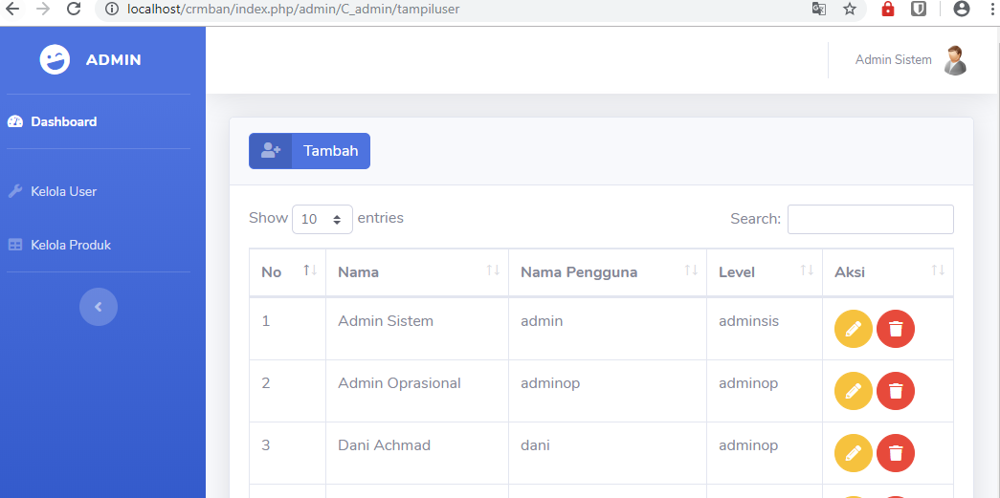 localhost/crmban/index.php/admin/C_admin/tampiluser
ADMIN
Admin Sistem
Dashboard
Tambah
Kelola User
Show 10 entries
Search:
Kelola Produk
No Nama Nama Pengguna Level Aksi
1 Admin Sistem admin adminsis
2 Admin Oprasional adminop adminop
3 Dani Achmad dani adminop